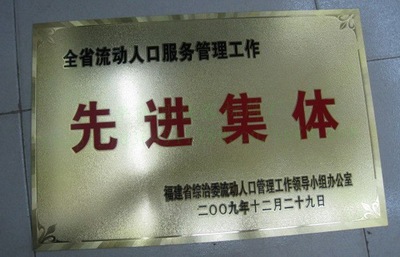 全省流动人口服务管理工作
先进集体
福建省综治委流动人口管理工作领导小组办公室
二〇〇九年十二月二十九日